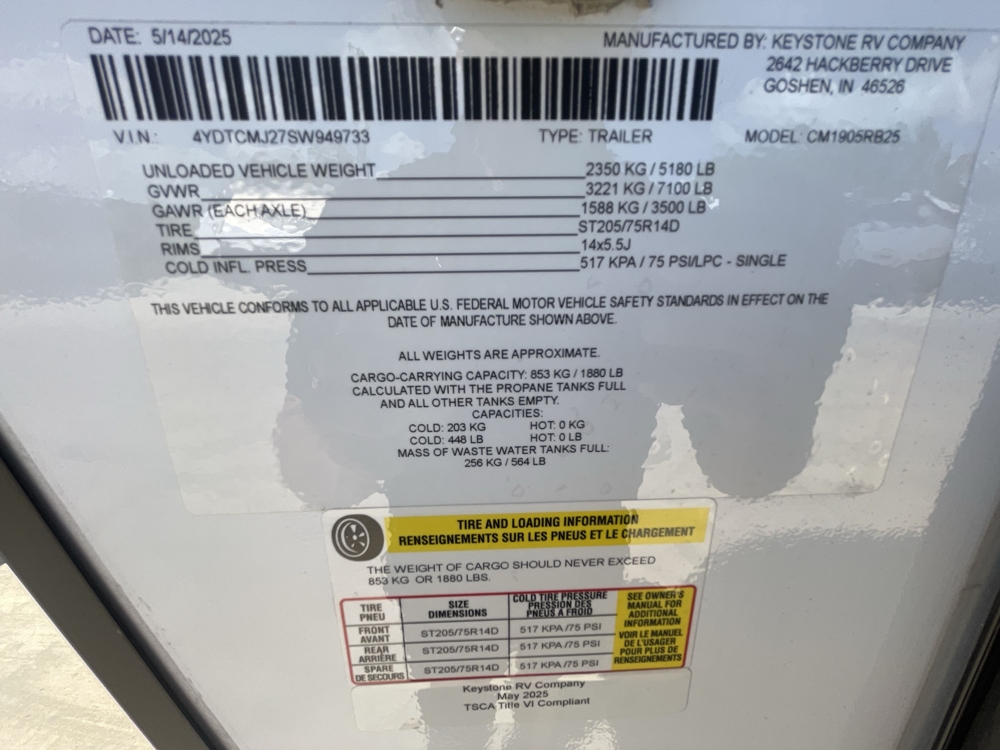 DATE: 5/14/2025
MANUFACTURED BY: KEYSTONE RV COMPANY
2642 HACKBERRY DRIVE
GOSHEN, IN 46526
V I N : 4YDTCMJ27SW949733 TYPE: TRAILER MODEL: CM1905RB25
UNLOADED VEHICLE WEIGHT 2350 KG / 5180 LB
GVWR 3221 KG / 7100 LB
GAWR (EACH AXLE) 1588 KG / 3500 LB
TIRE ST205/75R14D
RIMS 14x5.5J
COLD INFL. PRESS 517 KPA / 75 PSI/LPC - SINGLE
THIS VEHICLE CONFORMS TO ALL APPLICABLE U.S. FEDERAL MOTOR VEHICLE SAFETY STANDARDS IN EFFECT ON THE
DATE OF MANUFACTURE SHOWN ABOVE.
ALL WEIGHTS ARE APPROXIMATE.
CARGO-CARRYING CAPACITY: 853 KG / 1880 LB
CALCULATED WITH THE PROPANE TANKS FULL
AND ALL OTHER TANKS EMPTY.
CAPACITIES:
COLD: 203 KG HOT: 0 KG
COLD: 448 LB HOT: 0 LB
MASS OF WASTE WATER TANKS FULL:
256 KG / 564 LB
TIRE AND LOADING INFORMATION
RENSEIGNEMENTS SUR LES PNEUS ET LE CHARGEMENT
THE WEIGHT OF CARGO SHOULD NEVER EXCEED
853 KG OR 1880 LBS.
TIRE
PNEU
SIZE
DIMENSIONS
COLD TIRE PRESSURE
PRESSION DES
PNEUS A FROID
SEE OWNER'S
MANUAL FOR
ADDITIONAL
INFORMATION
VOIR LE MANUEL
DE L'USAGER
POUR PLUS DE
RENSEIGNEMENTS
FRONT
AVANT
ST205/75R14D
517 KPA /75 PSI
REAR
ARRIÈRE
ST205/75R14D
517 KPA /75 PSI
SPARE
DE SECOURS
ST205/75R14D
517 KPA /75 PSI
Keystone RV Company
May 2025
TSCA Title VI Compliant